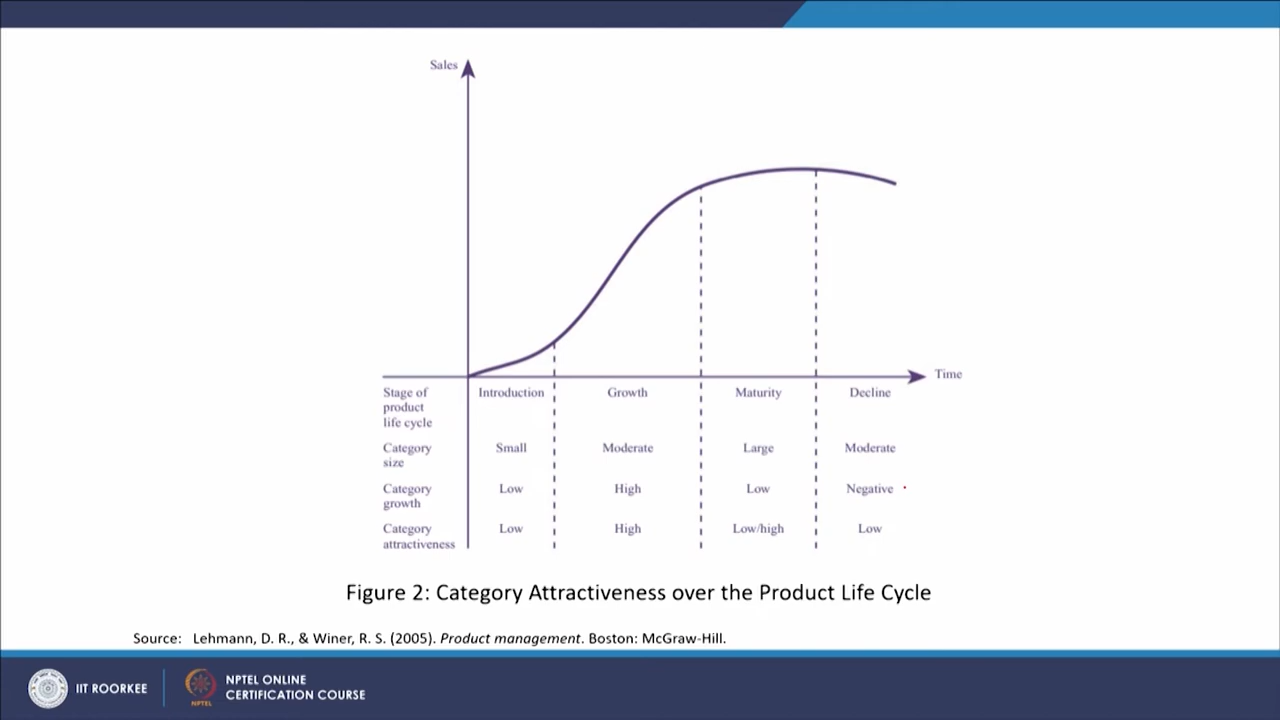 Sales
Time
Stage of
product
life cycle
Introduction
Growth
Maturity
Decline
Category
size
Small
Moderate
Large
Moderate
Category
growth
Low
High
Low
Negative
Category
attractiveness
Low
High
Low/high
Low
Figure 2: Category Attractiveness over the Product Life Cycle
Source: Lehmann, D. R., & Winer, R. S. (2005). Product management. Boston: McGraw-Hill.
IIT ROORKEE
NPTEL
NPTEL ONLINE
CERTIFICATION COURSE